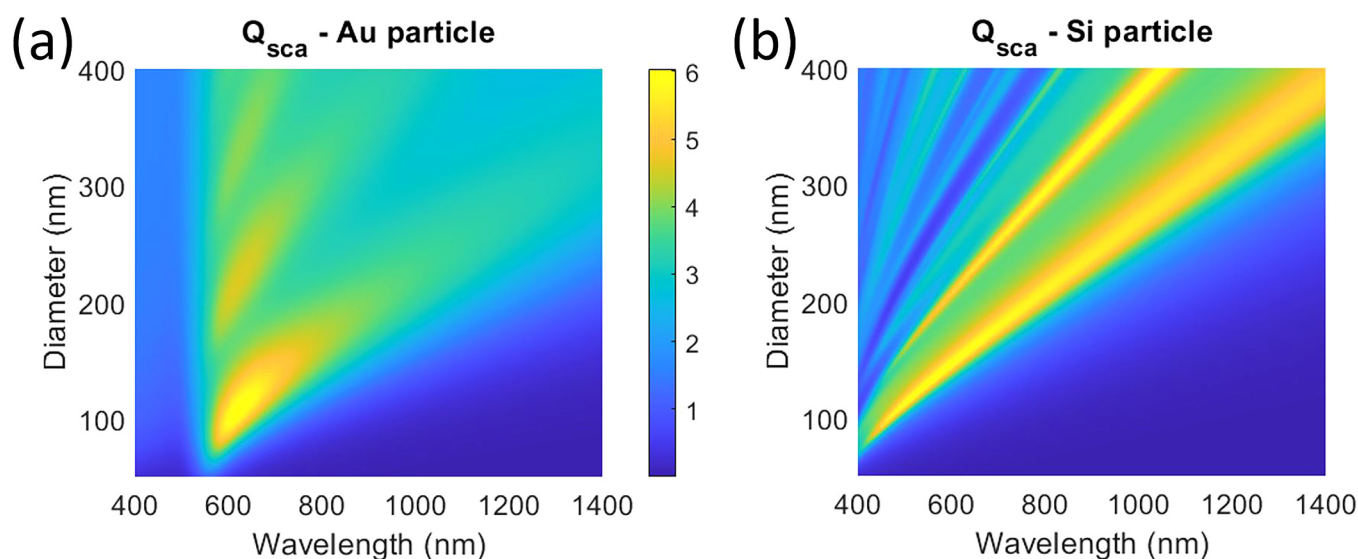 (a)
Q_sca - Au particle
400
300
200
100
Diameter (nm)
400 600 800 1000 1200 1400
Wavelength (nm)
6
5
4
3
2
1
(b)
Q_sca - Si particle
400
300
200
100
Diameter (nm)
400 600 800 1000 1200 1400
Wavelength (nm)